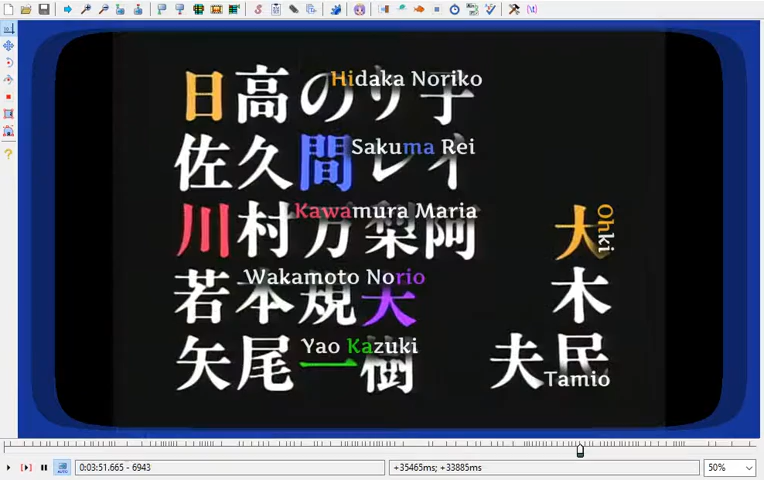 Hidaka Noriko
日高のり子
Sakuma Rei
佐久間レイ
Kawamura Maria
川村万梨阿
Wakamoto Norio
若本規夫
Yao Kazuki
矢尾一樹
Ohki
大木
Tamio
民夫
0:03:51.665 - 6943
+35465ms; +33885ms
50%